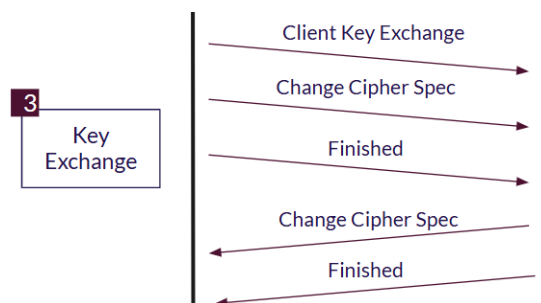 Client Key Exchange
Change Cipher Spec
3
Key
Exchange
Finished
Change Cipher Spec
Finished